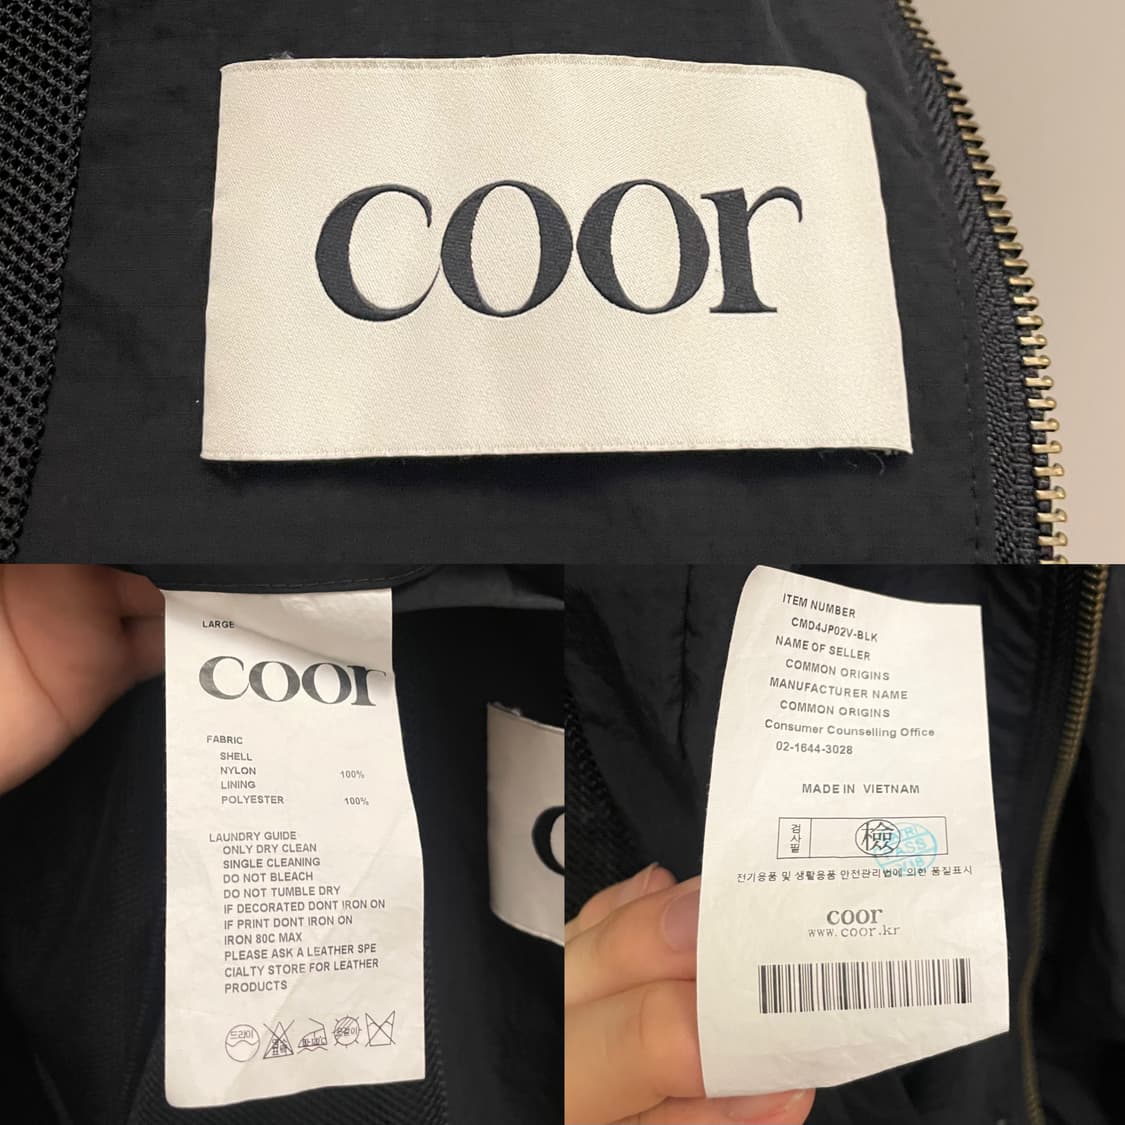 coor
LARGE
coor
FABRIC
SHELL
NYLON 100%
LINING
POLYESTER 100%
LAUNDRY GUIDE
ONLY DRY CLEAN
SINGLE CLEANING
DO NOT BLEACH
DO NOT TUMBLE DRY
IF DECORATED DONT IRON ON
IF PRINT DONT IRON ON
IRON 80C MAX
PLEASE ASK A LEATHER SPE
CIALTY STORE FOR LEATHER
PRODUCTS
드라이
ITEM NUMBER
CMD4JP02V-BLK
NAME OF SELLER
COMMON ORIGINS
MANUFACTURER NAME
COMMON ORIGINS
Consumer Counselling Office
02-1644-3028
MADE IN VIETNAM
검사필
檢
전기용품 및 생활용품 안전관리법에 의한 품질표시
coor
www.coor.kr